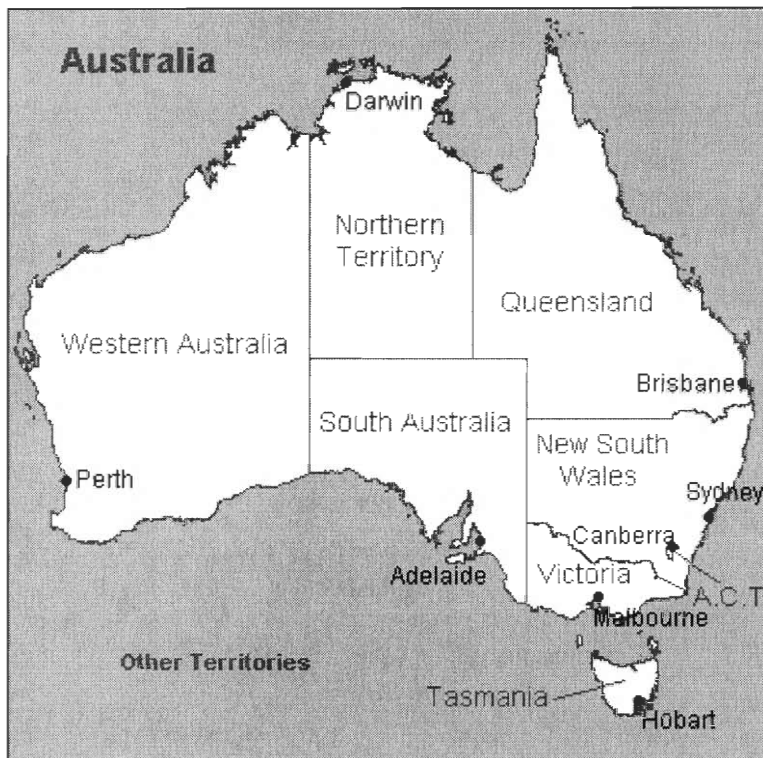 Australia
Darwin
Northern
Territory
Queensland
Western Australia
Brisbane
South Australia
New South
Wales
Perth
Sydney
Canberra
Adelaide
Victoria
A.C.T
Malbourne
Other Territories
Tasmania
Hobart